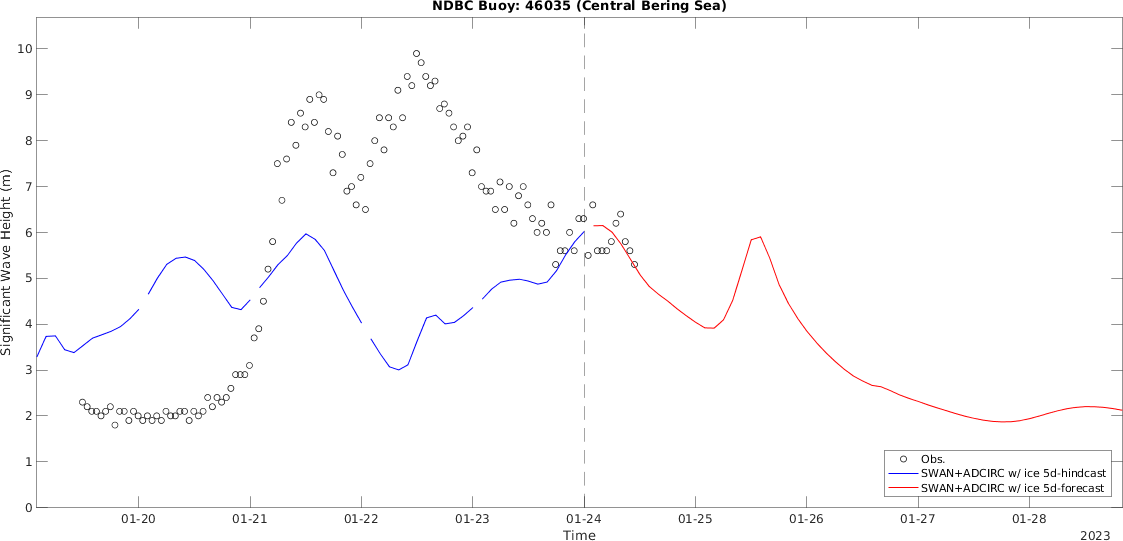 NDBC Buoy: 46035 (Central Bering Sea)
Significant Wave Height (m)
10
9
8
7
6
5
4
3
2
1
0
Obs.
SWAN+ADCIRC w/ ice 5d-hindcast
SWAN+ADCIRC w/ ice 5d-forecast
01-20 01-21 01-22 01-23 01-24 01-25 01-26 01-27 01-28
Time
2023